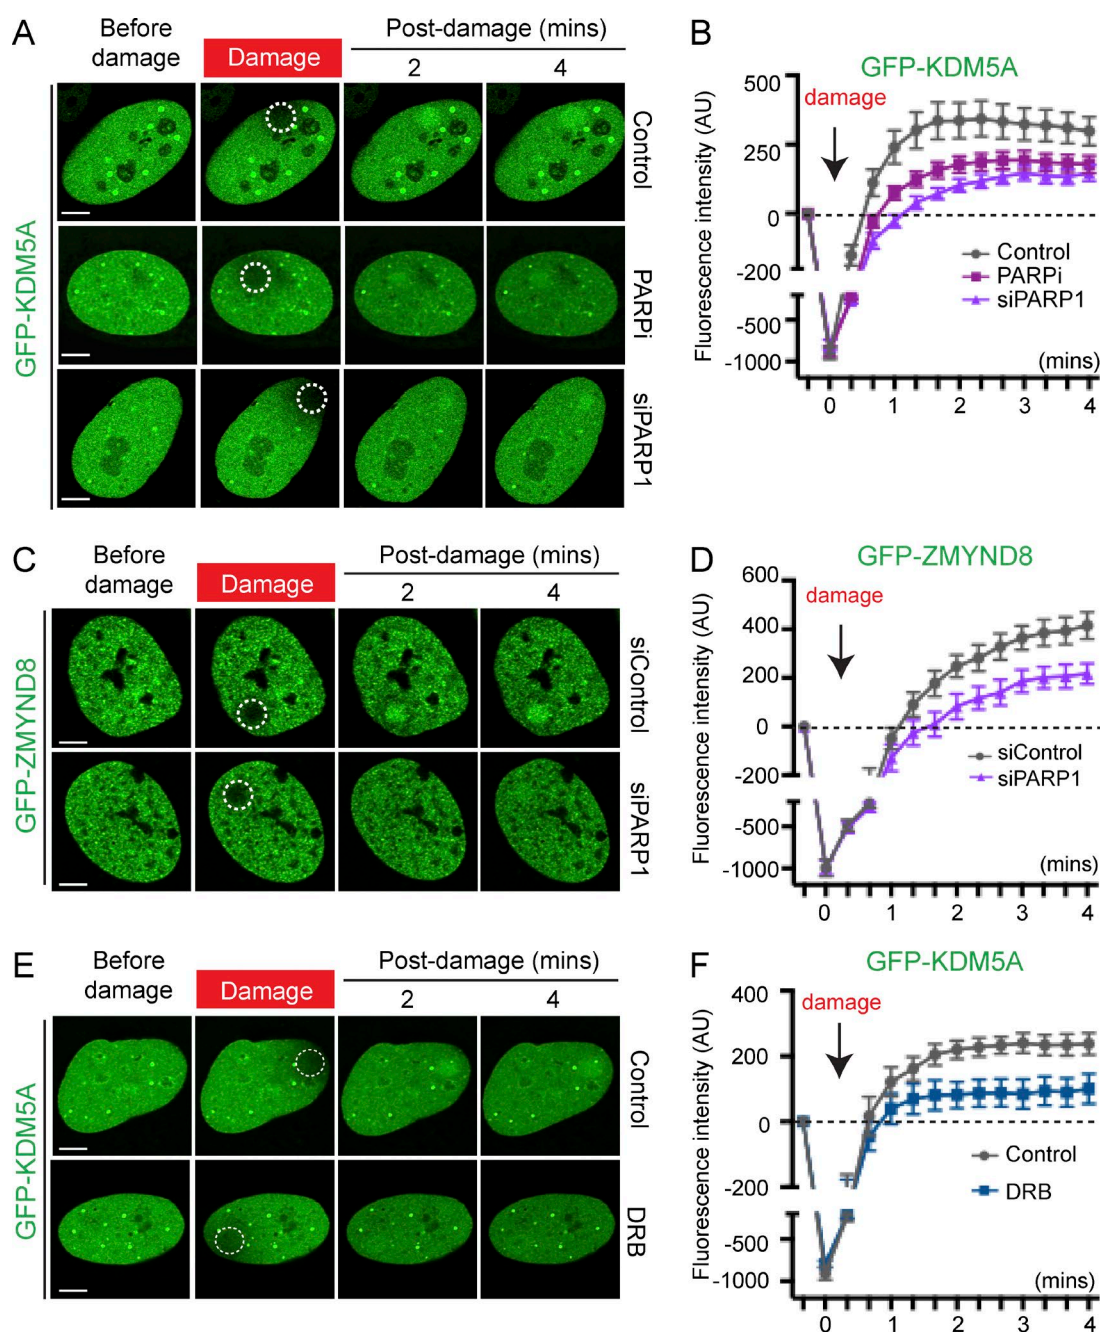 A
Before
damage
Damage
Post-damage (mins)
2
4
GFP-KDM5A
Control
PARPi
siPARP1
B
GFP-KDM5A
damage
Fluorescence intensity (AU)
500
250
0
-200
-500
-1000
Control
PARPi
siPARP1
(mins)
0
1
2
3
4
C
Before
damage
Damage
Post-damage (mins)
2
4
GFP-ZMYND8
siControl
siPARP1
D
GFP-ZMYND8
damage
Fluorescence intensity (AU)
600
400
200
0
-200
-500
-1000
siControl
siPARP1
(mins)
0
1
2
3
4
E
Before
damage
Damage
Post-damage (mins)
2
4
GFP-KDM5A
Control
DRB
F
GFP-KDM5A
damage
Fluorescence intensity (AU)
400
200
0
-200
-500
-1000
Control
DRB
(mins)
0
1
2
3
4